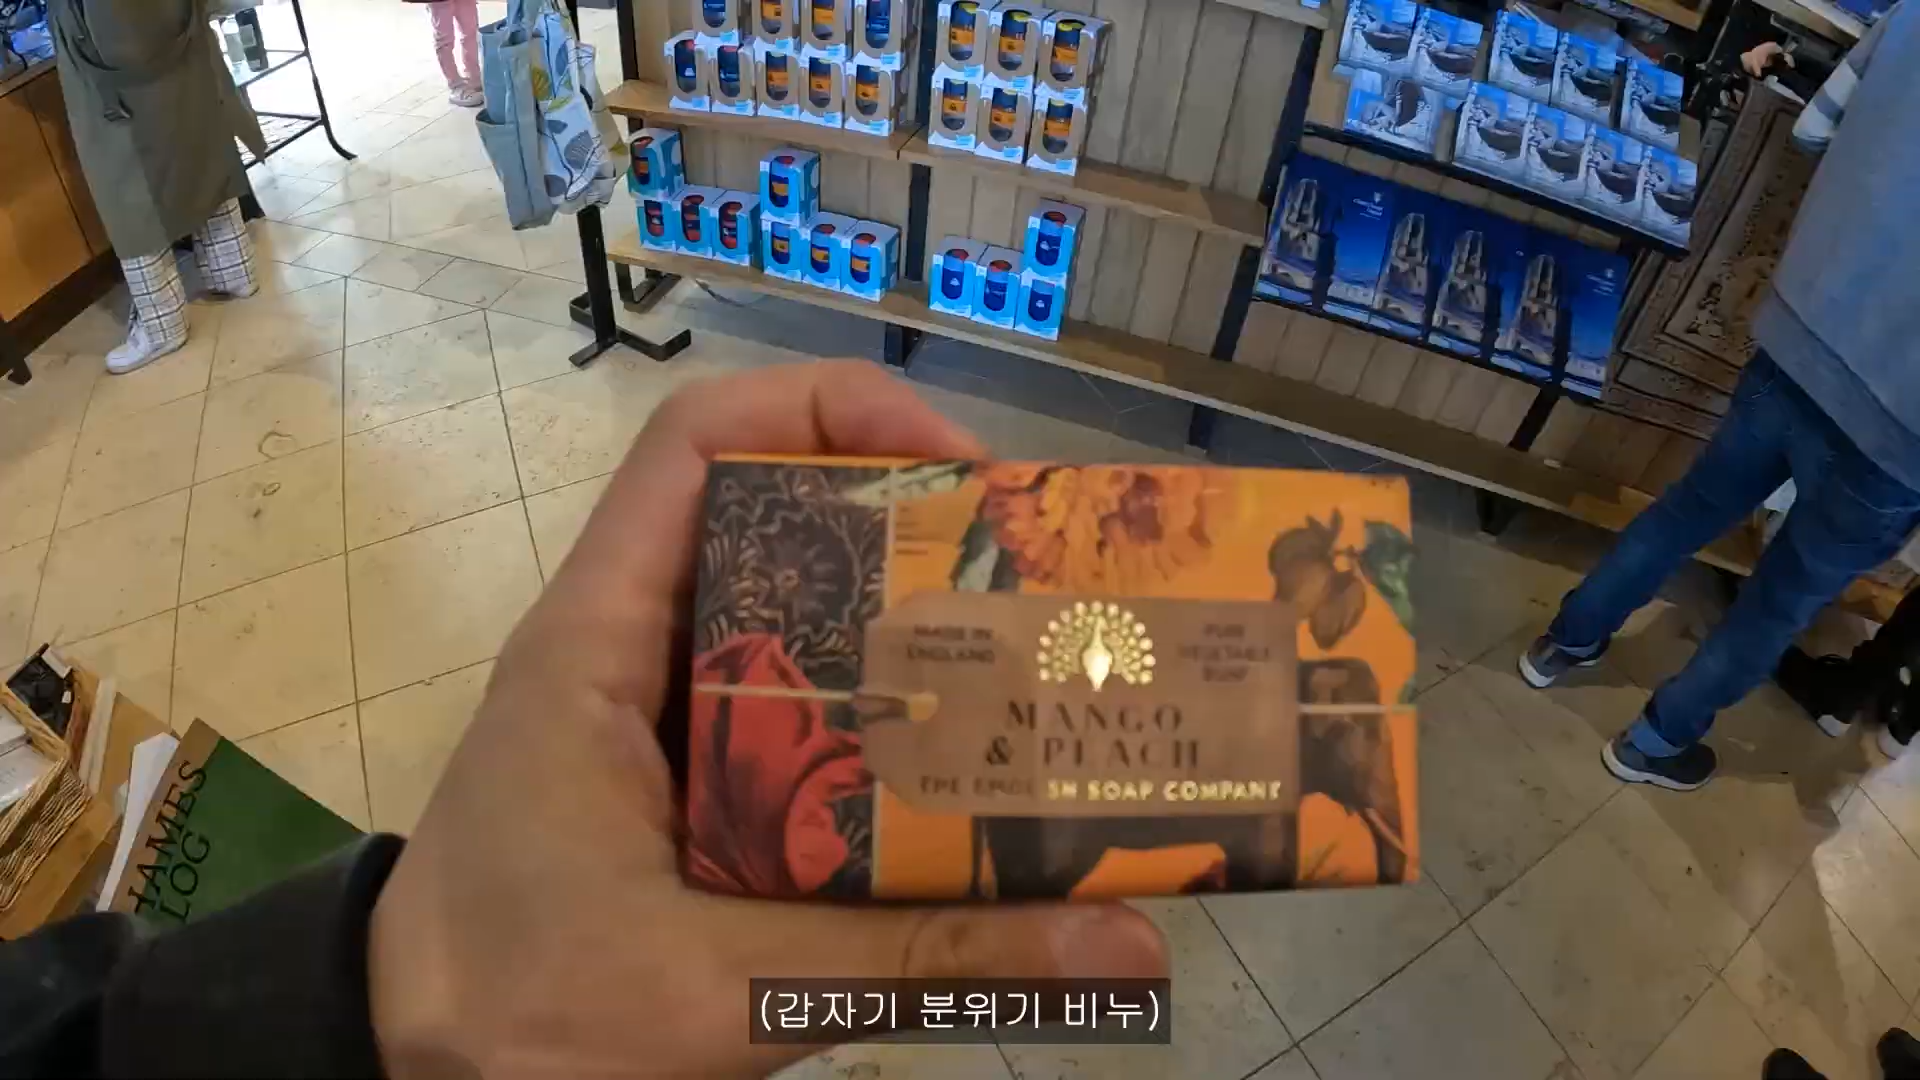 MADE IN
ENGLAND
PURE
VEGETABLE
MANGO
& PEACH
THE ENGLISH SOAP COMPANY
LOG
(갑자기 분위기 비누)